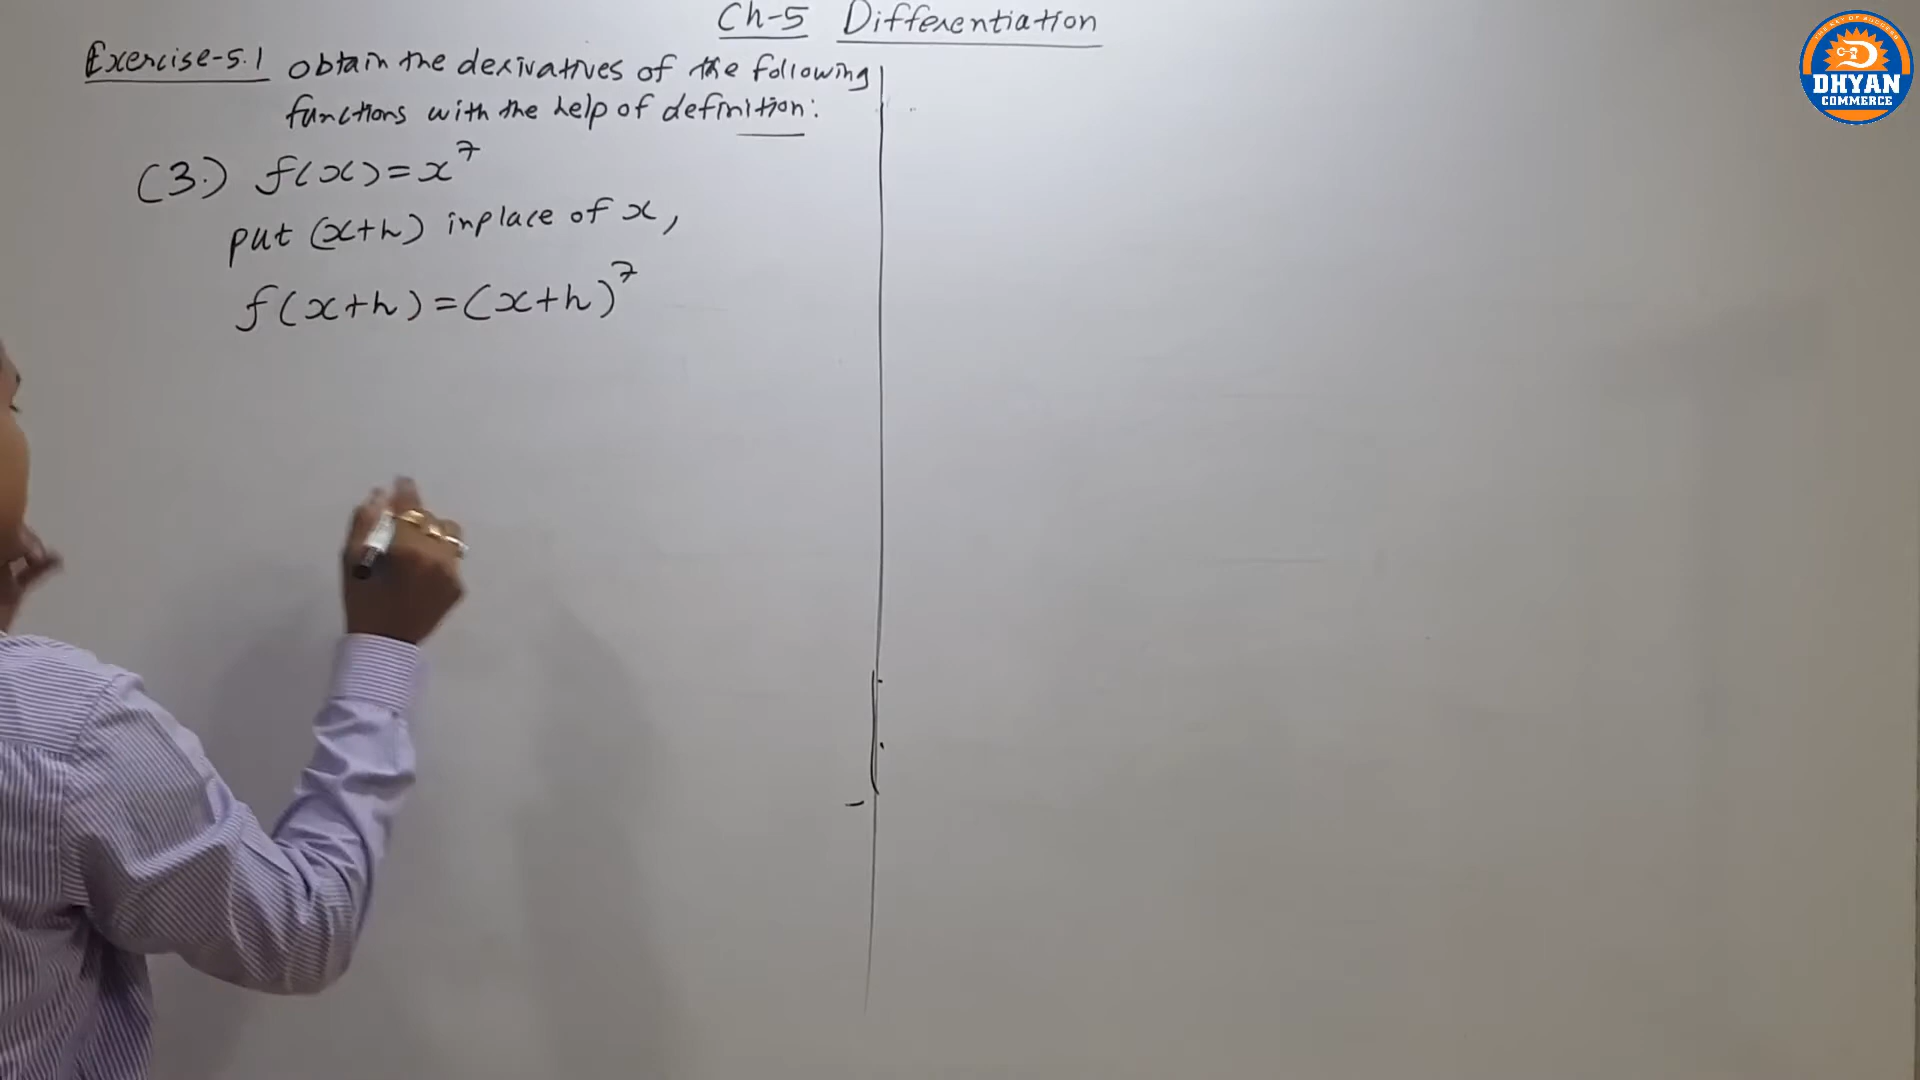 Ch-5 Differentiation
Exercise-5.1 obtain the derivatives of the following
functions with the help of definition:
(3.) f(x)=x⁷
put (x+h) inplace of x,
f(x+h)=(x+h)⁷
DHYAN
COMMERCE